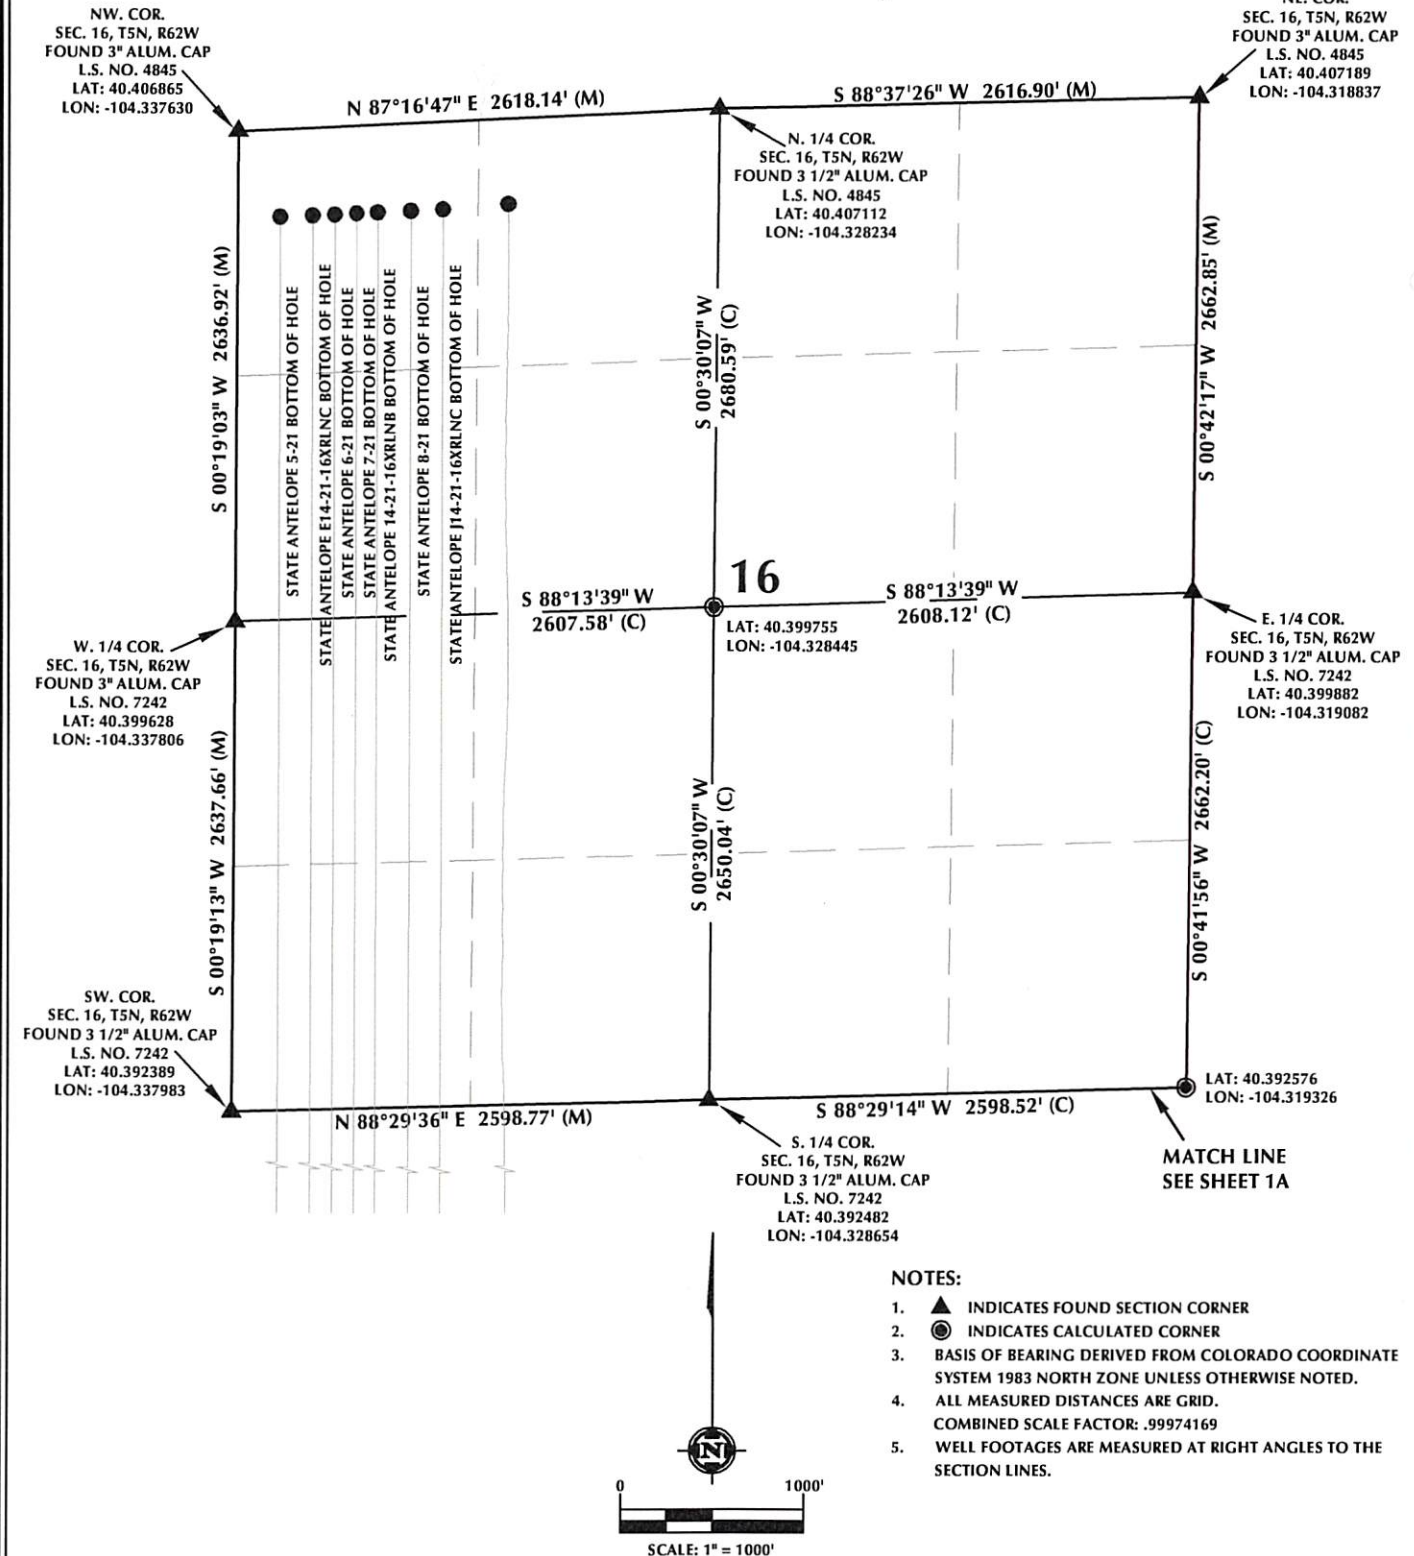 NW. COR.
SEC. 16, T5N, R62W
FOUND 3" ALUM. CAP
L.S. NO. 4845
LAT: 40.406865
LON: -104.337630
NE. COR.
SEC. 16, T5N, R62W
FOUND 3" ALUM. CAP
L.S. NO. 4845
LAT: 40.407189
LON: -104.318837
N 87°16'47" E 2618.14' (M)
S 88°37'26" W 2616.90' (M)
N. 1/4 COR.
SEC. 16, T5N, R62W
FOUND 3 1/2" ALUM. CAP
L.S. NO. 4845
LAT: 40.407112
LON: -104.328234
S 00°19'03" W 2636.92' (M)
STATE ANTELOPE 5-21 BOTTOM OF HOLE
STATE ANTELOPE E14-21-16XRLNC BOTTOM OF HOLE
STATE ANTELOPE 6-21 BOTTOM OF HOLE
STATE ANTELOPE 7-21 BOTTOM OF HOLE
STATE ANTELOPE 14-21-16XRLNB BOTTOM OF HOLE
STATE ANTELOPE 8-21 BOTTOM OF HOLE
STATE ANTELOPE J14-21-16XRLNC BOTTOM OF HOLE
S 00°30'07" W
2680.59' (C)
S 00°42'17" W 2662.85' (M)
16
S 88°13'39" W
2607.58' (C)
S 88°13'39" W
2608.12' (C)
LAT: 40.399755
LON: -104.328445
W. 1/4 COR.
SEC. 16, T5N, R62W
FOUND 3" ALUM. CAP
L.S. NO. 7242
LAT: 40.399628
LON: -104.337806
E. 1/4 COR.
SEC. 16, T5N, R62W
FOUND 3 1/2" ALUM. CAP
L.S. NO. 7242
LAT: 40.399882
LON: -104.319082
S 00°19'13" W 2637.66' (M)
S 00°30'07" W
2650.04' (C)
S 00°41'56" W 2662.20' (C)
SW. COR.
SEC. 16, T5N, R62W
FOUND 3 1/2" ALUM. CAP
L.S. NO. 7242
LAT: 40.392389
LON: -104.337983
N 88°29'36" E 2598.77' (M)
S 88°29'14" W 2598.52' (C)
LAT: 40.392576
LON: -104.319326
S. 1/4 COR.
SEC. 16, T5N, R62W
FOUND 3 1/2" ALUM. CAP
L.S. NO. 7242
LAT: 40.392482
LON: -104.328654
MATCH LINE
SEE SHEET 1A
NOTES:
1. INDICATES FOUND SECTION CORNER
2. INDICATES CALCULATED CORNER
3. BASIS OF BEARING DERIVED FROM COLORADO COORDINATE
SYSTEM 1983 NORTH ZONE UNLESS OTHERWISE NOTED.
4. ALL MEASURED DISTANCES ARE GRID.
COMBINED SCALE FACTOR: .99974169
5. WELL FOOTAGES ARE MEASURED AT RIGHT ANGLES TO THE
SECTION LINES.
N
0 1000'
SCALE: 1" = 1000'